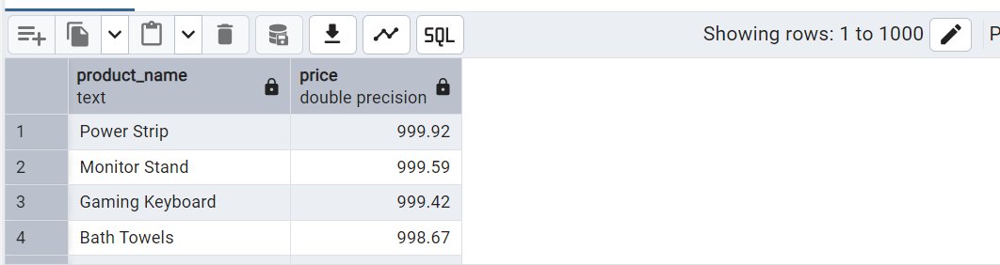 SQL Showing rows: 1 to 1000 P
product_name price
text double precision
1 Power Strip 999.92
2 Monitor Stand 999.59
3 Gaming Keyboard 999.42
4 Bath Towels 998.67